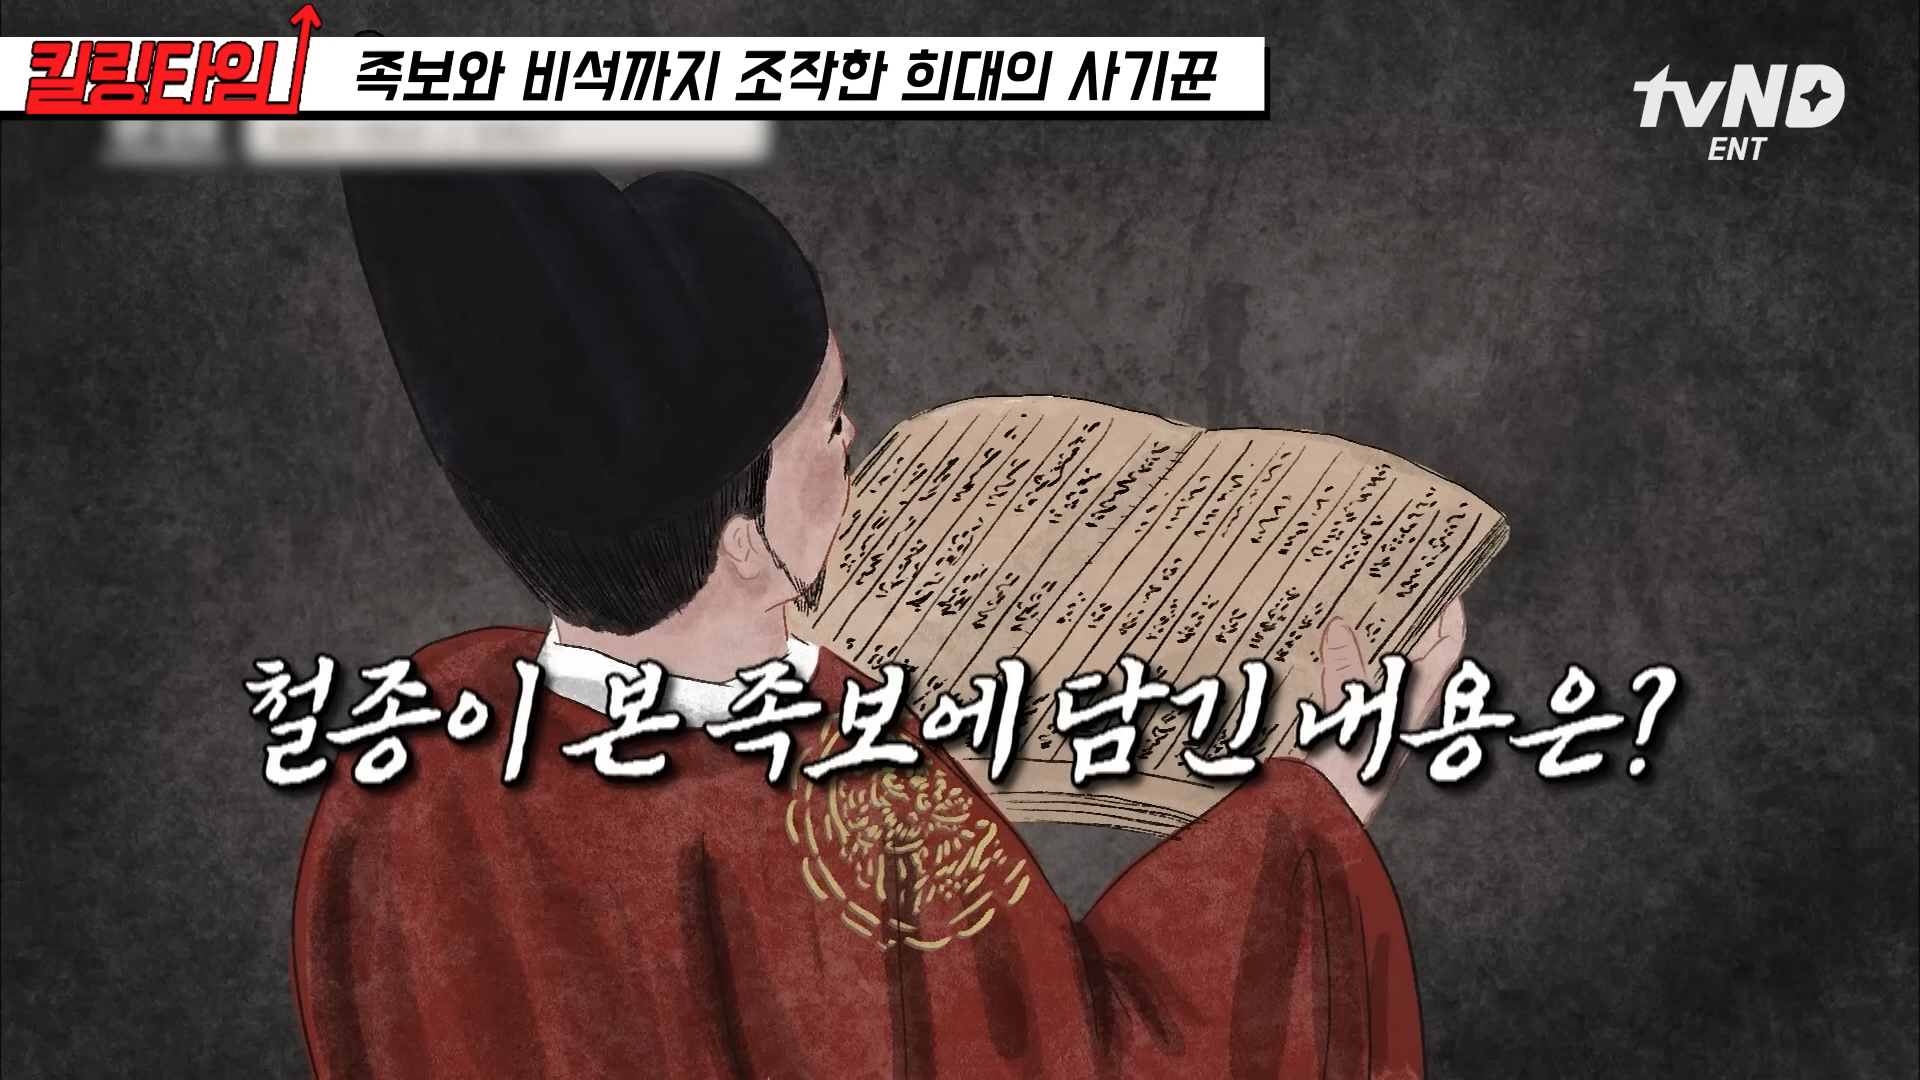 킬링타임 족보와 비석까지 조작한 희대의 사기꾼
tvND
ENT
철종이 본 족보에 담긴 내용은?